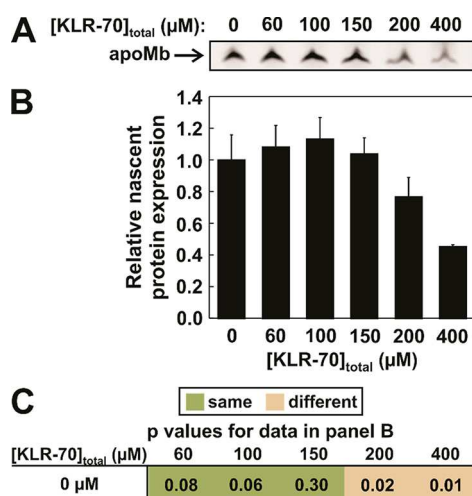 A
[KLR-70]total (µM): 0 60 100 150 200 400
apoMb
B
Relative nascent
protein expression
1.4
1.2
1.0
0.8
0.6
0.4
0.2
0.0
0 60 100 150 200 400
[KLR-70]total (µM)
C
same different
p values for data in panel B
[KLR-70]total (µM) 60 100 150 200 400
0 µM 0.08 0.06 0.30 0.02 0.01